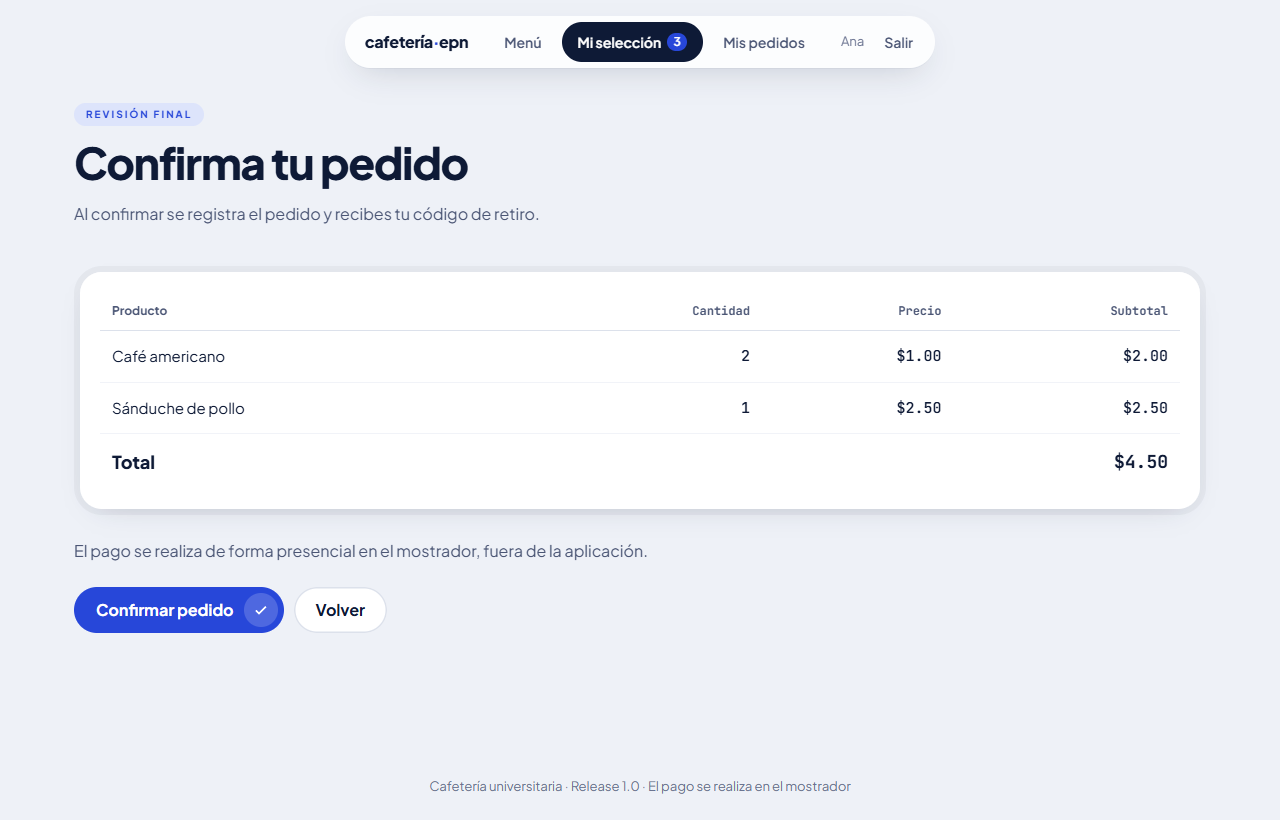 cafetería·epn Menú Mi selección 3 Mis pedidos Ana Salir
REVISIÓN FINAL
Confirma tu pedido
Al confirmar se registra el pedido y recibes tu código de retiro.
Producto Cantidad Precio Subtotal
Café americano 2 $1.00 $2.00
Sánduche de pollo 1 $2.50 $2.50
Total $4.50
El pago se realiza de forma presencial en el mostrador, fuera de la aplicación.
Confirmar pedido Volver
Cafetería universitaria · Release 1.0 · El pago se realiza en el mostrador